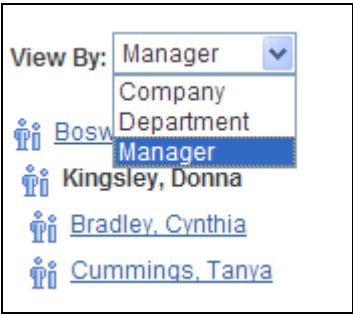 View By: Manager
Company
Department
Manager
Bosw
Kingsley, Donna
Bradley, Cynthia
Cummings, Tanya